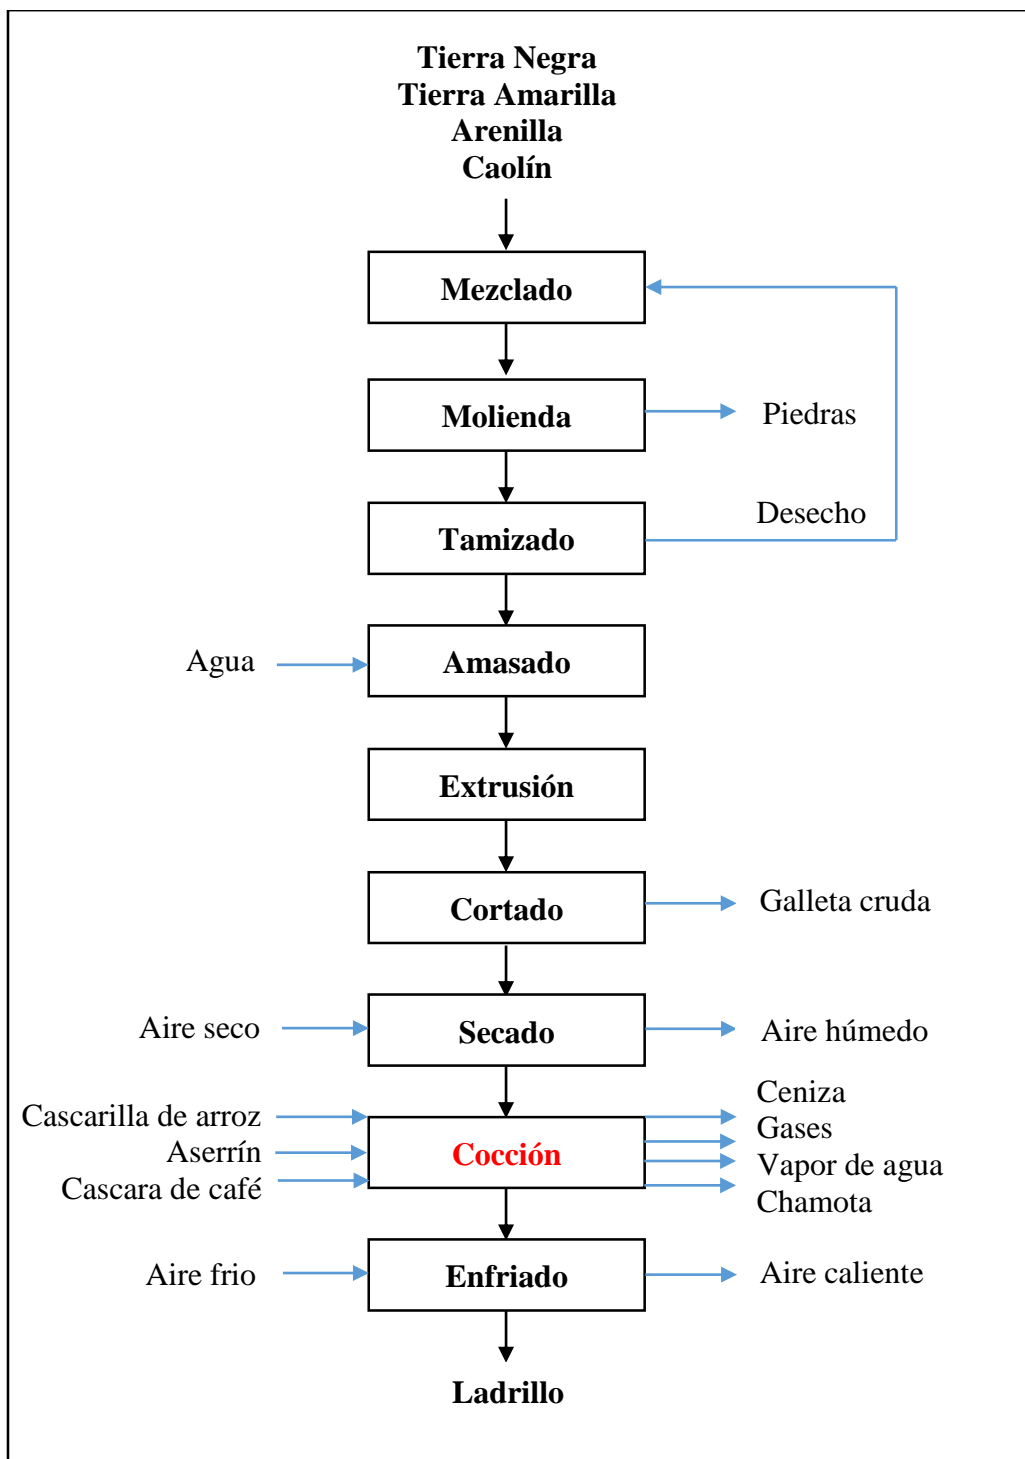 Tierra Negra
Tierra Amarilla
Arenilla
Caolín
Mezclado
Molienda
Piedras
Desecho
Tamizado
Agua
Amasado
Extrusión
Cortado
Galleta cruda
Aire seco
Secado
Aire húmedo
Cascarilla de arroz
Aserrín
Cascara de café
Cocción
Ceniza
Gases
Vapor de agua
Chamota
Aire frio
Enfriado
Aire caliente
Ladrillo